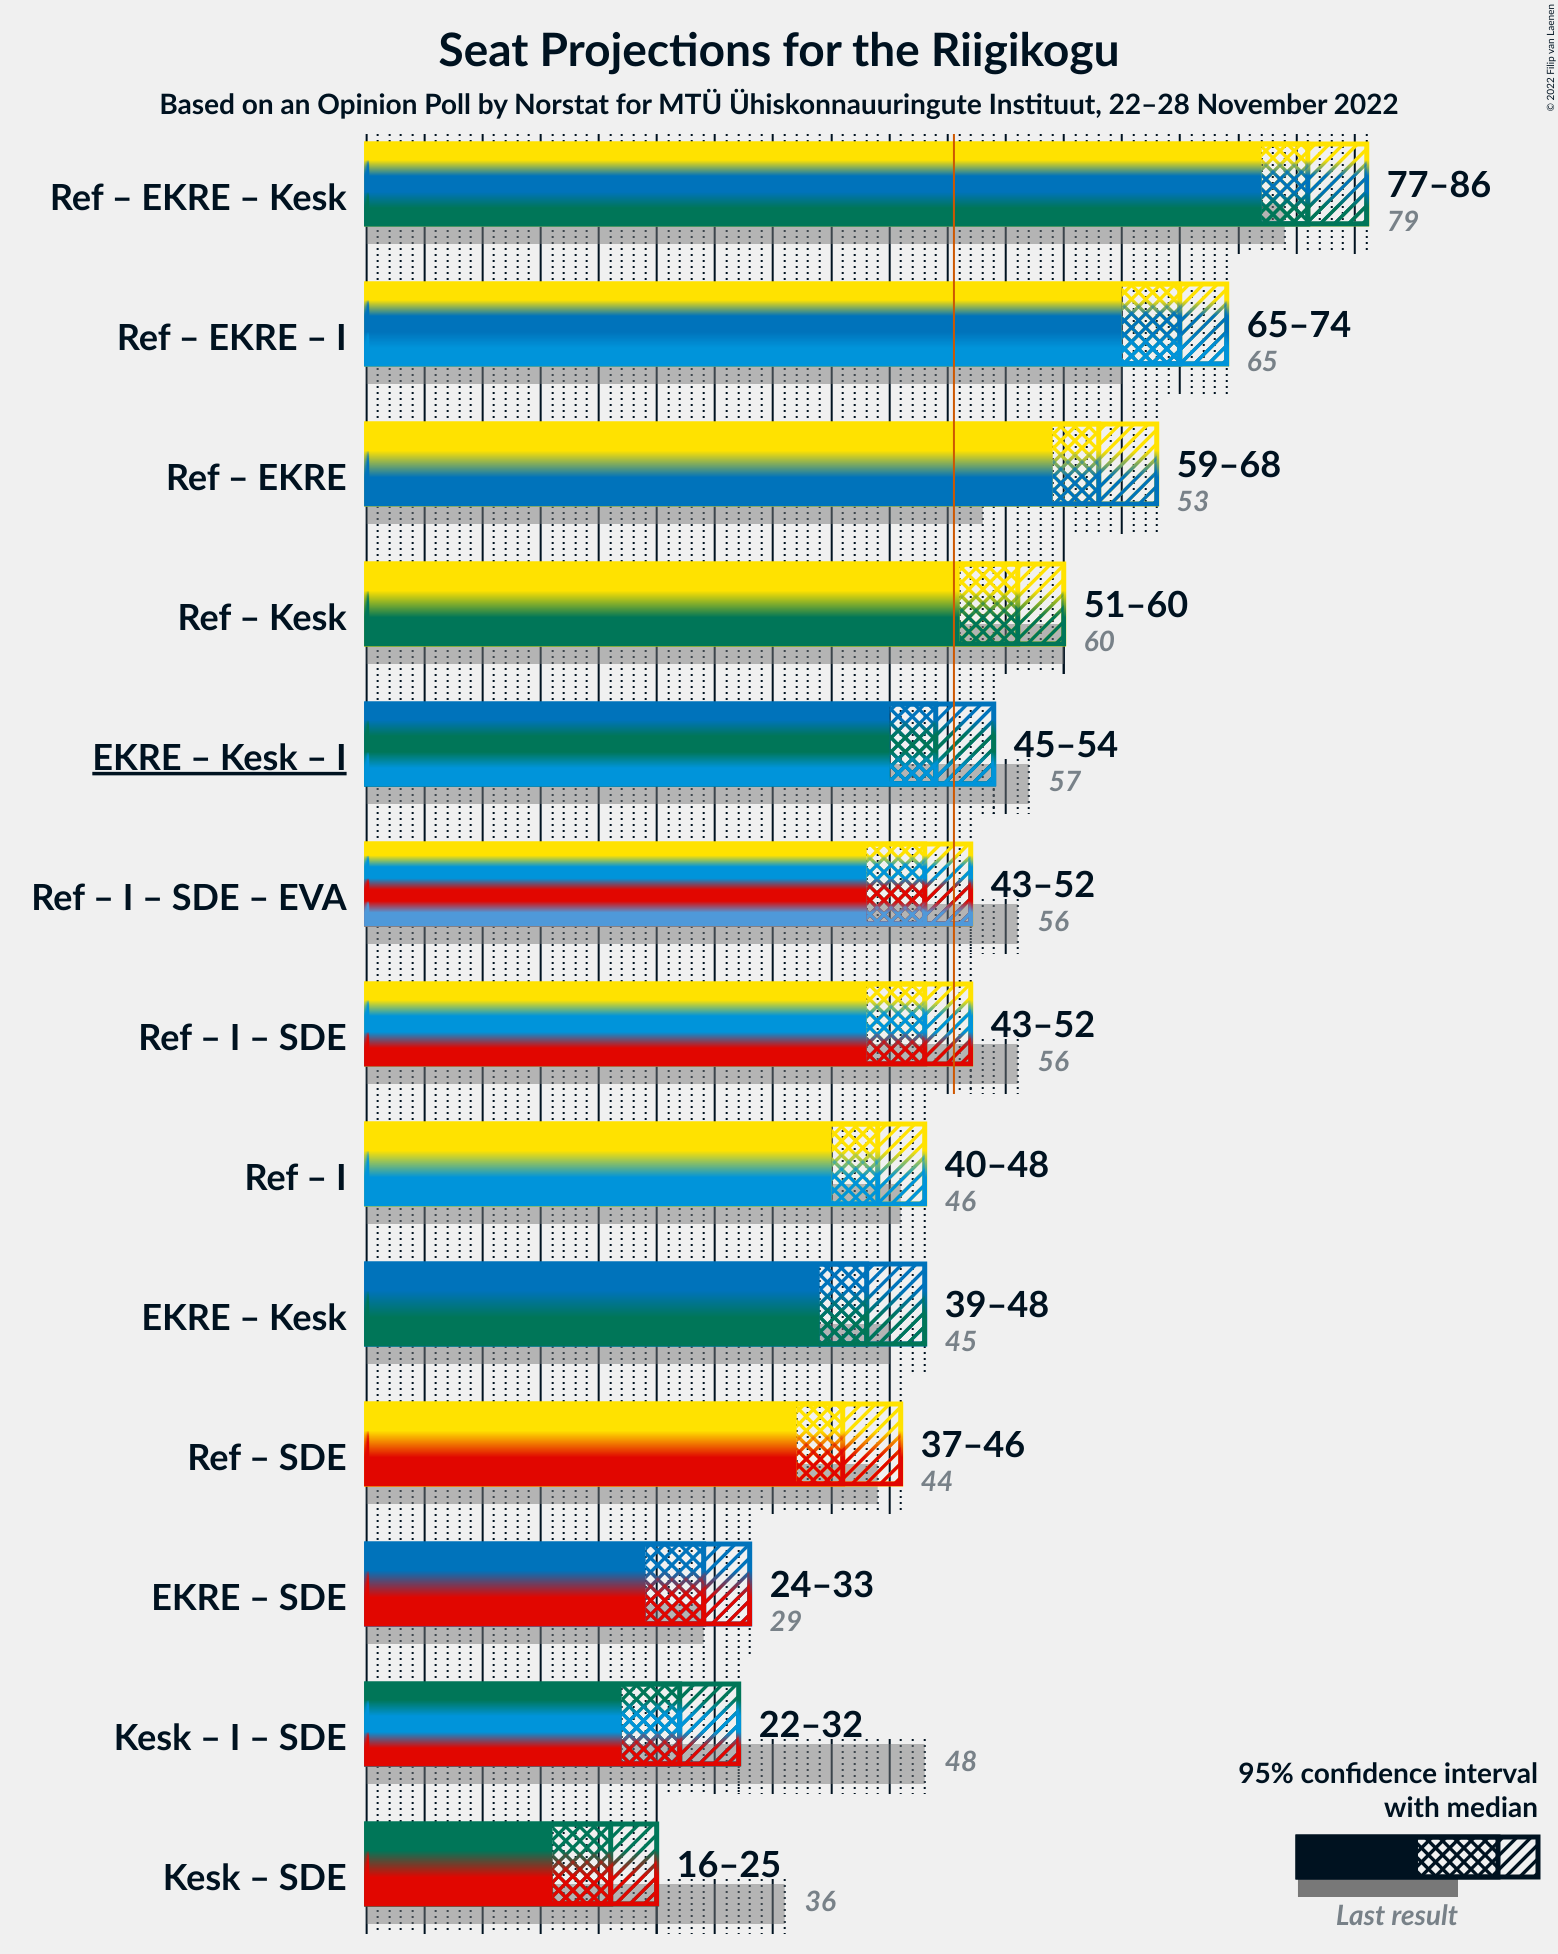 Seat Projections for the Riigikogu
Based on an Opinion Poll by Norstat for MTÜ Ühiskonnauuringute Instituut, 22–28 November 2022
© 2022 Filip van Laenen
Ref – EKRE – Kesk
77–86
79
Ref – EKRE – I
65–74
65
Ref – EKRE
59–68
53
Ref – Kesk
51–60
60
EKRE – Kesk – I
45–54
57
Ref – I – SDE – EVA
43–52
56
Ref – I – SDE
43–52
56
Ref – I
40–48
46
EKRE – Kesk
39–48
45
Ref – SDE
37–46
44
EKRE – SDE
24–33
29
Kesk – I – SDE
22–32
48
Kesk – SDE
16–25
36
95% confidence interval
with median
Last result